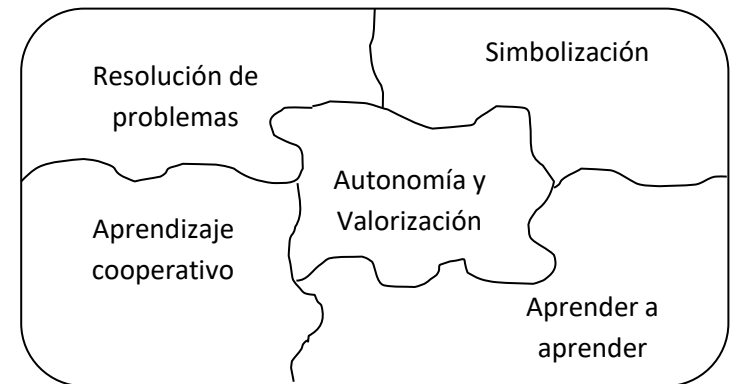 Resolución de
problemas
Simbolización
Autonomía y
Valorización
Aprendizaje
cooperativo
Aprender a
aprender